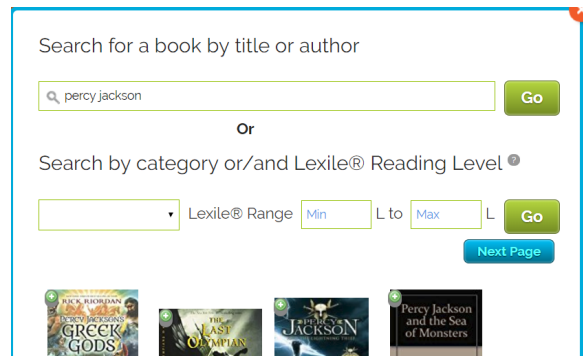 Search for a book by title or author
percy jackson
Go
Or
Search by category or/and Lexile® Reading Level ?
Lexile® Range Min L to Max L
Go
Next Page
RICK RIORDAN
PERCY JACKSON'S
GREEK
GODS
THE
LAST
OLYMPIAN
PERCY
JACKSON
Percy Jackson
and the Sea
of Monsters